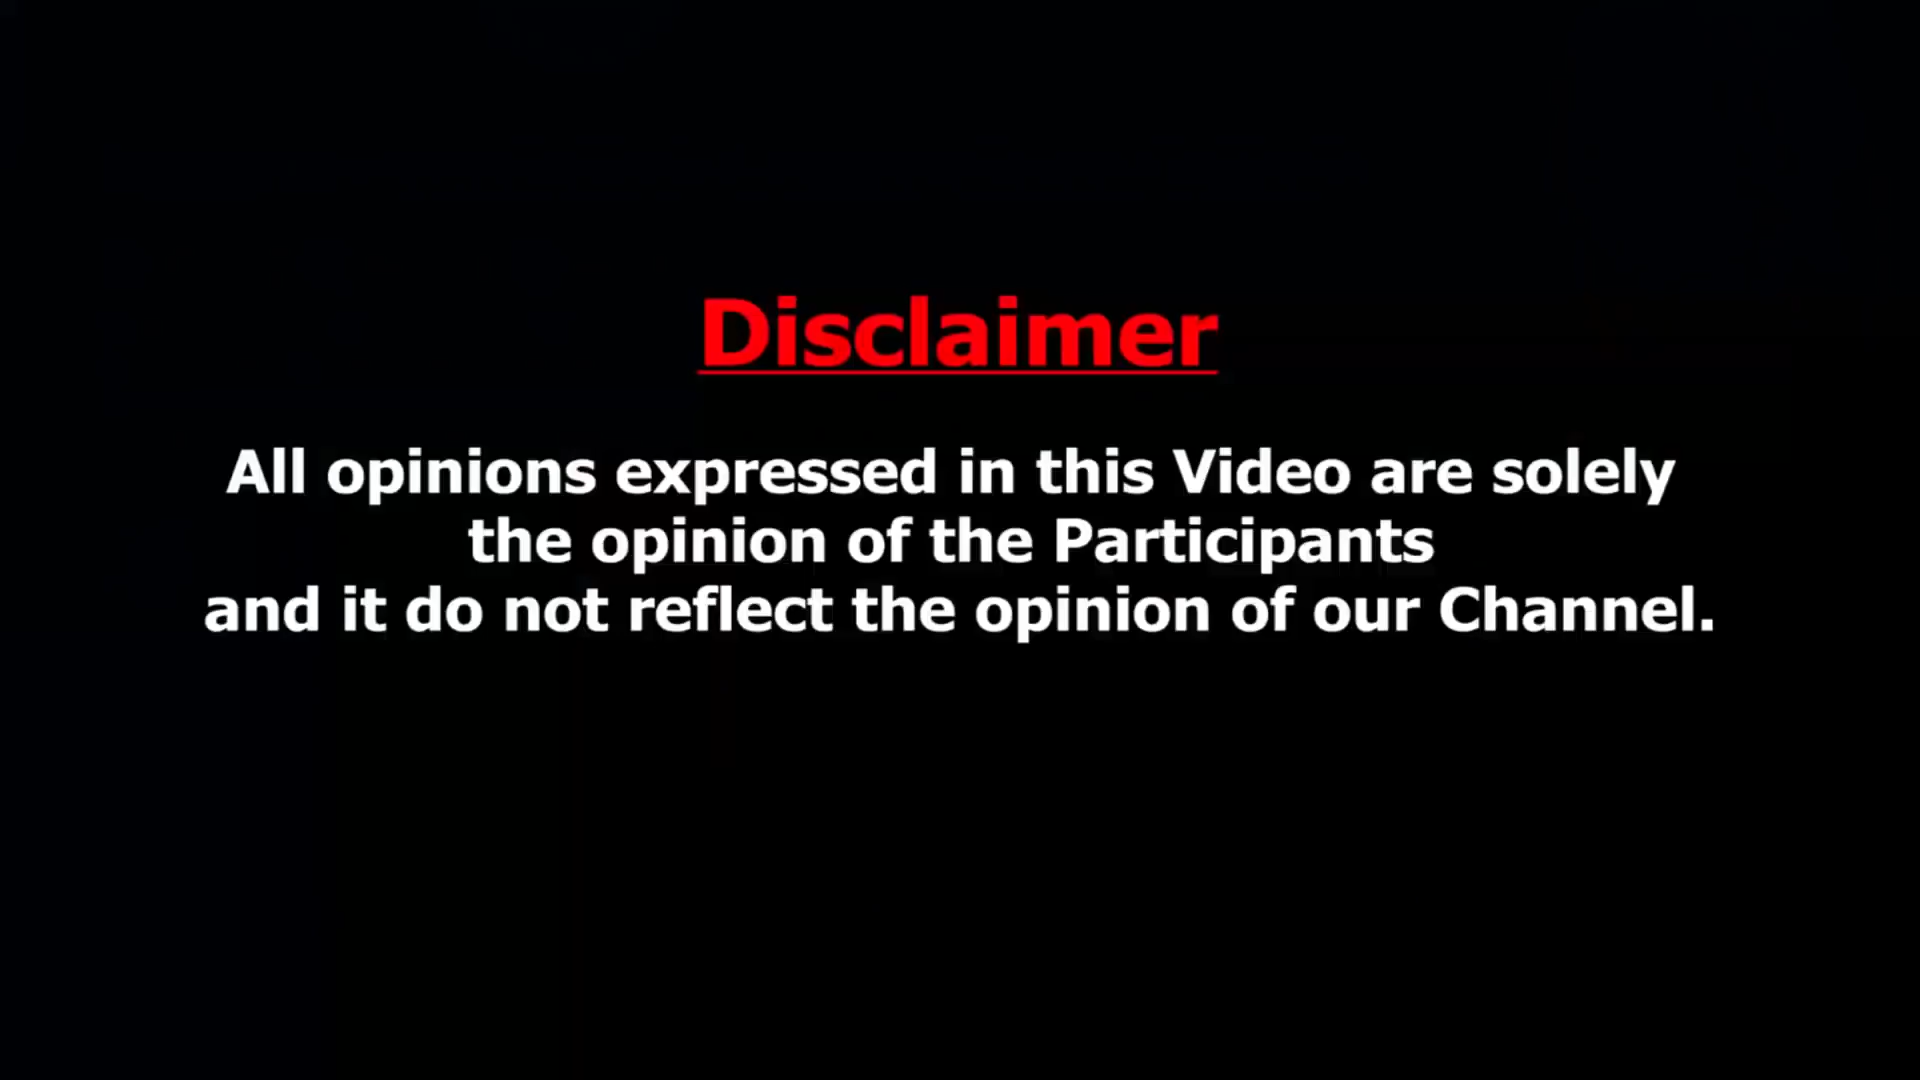 Disclaimer
All opinions expressed in this Video are solely
the opinion of the Participants
and it do not reflect the opinion of our Channel.